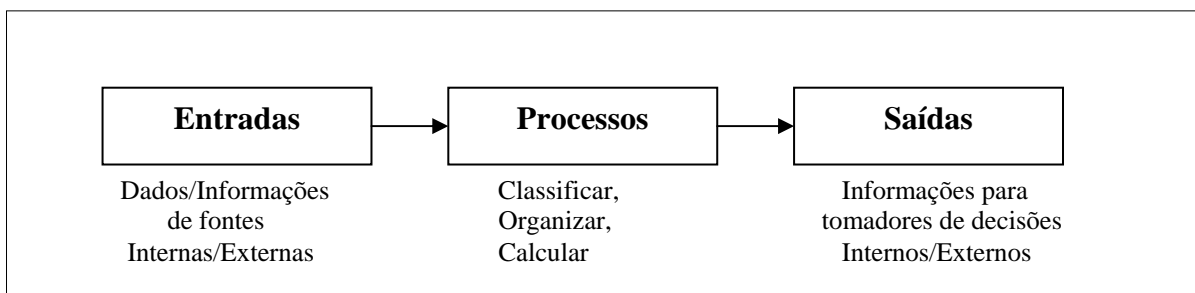 Entradas
Processos
Saídas
Dados/Informações
de fontes
Internas/Externas
Classificar,
Organizar,
Calcular
Informações para
tomadores de decisões
Internos/Externos